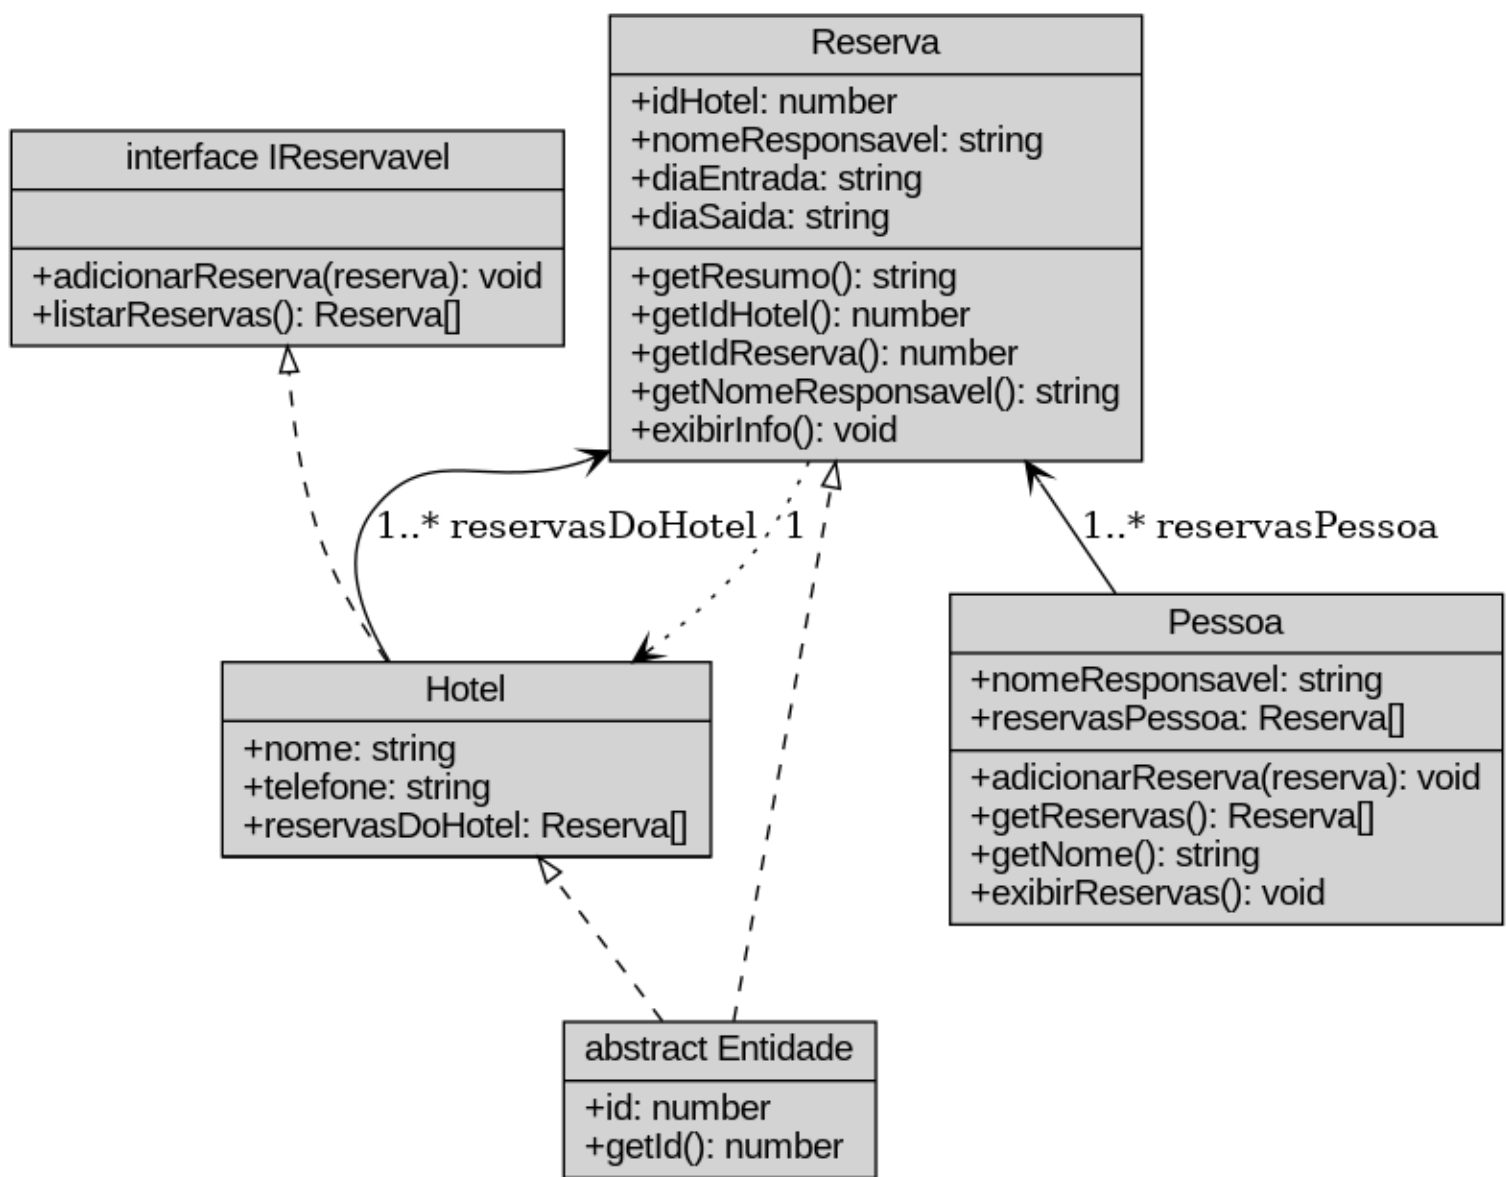 Reserva
+idHotel: number
+nomeResponsavel: string
+diaEntrada: string
+diaSaida: string
+getResumo(): string
+getIdHotel(): number
+getIdReserva(): number
+getNomeResponsavel(): string
+exibirInfo(): void
interface IReservavel
+adicionarReserva(reserva): void
+listarReservas(): Reserva[]
1..* reservasDoHotel
1
1..* reservasPessoa
Hotel
+nome: string
+telefone: string
+reservasDoHotel: Reserva[]
Pessoa
+nomeResponsavel: string
+reservasPessoa: Reserva[]
+adicionarReserva(reserva): void
+getReservas(): Reserva[]
+getNome(): string
+exibirReservas(): void
abstract Entidade
+id: number
+getId(): number